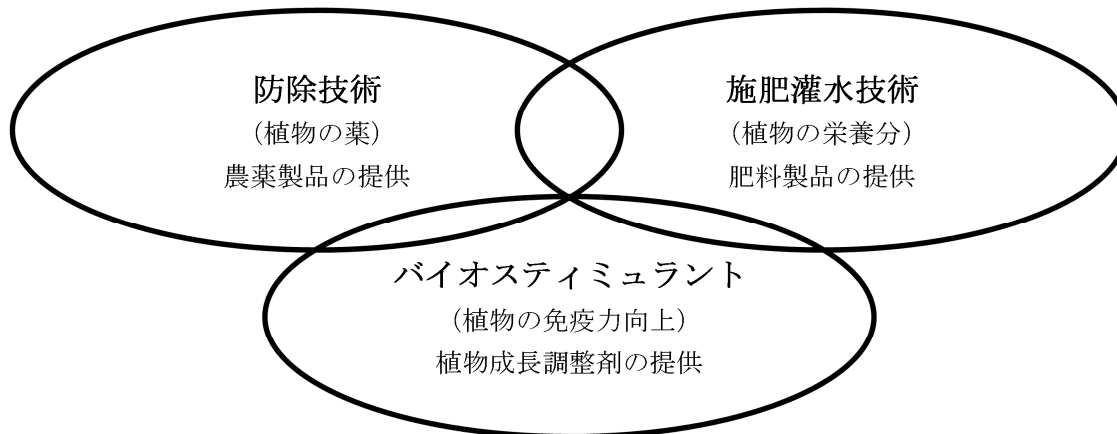 防除技術
(植物の薬)
農薬製品の提供
施肥灌水技術
(植物の栄養分)
肥料製品の提供
バイオスティミュラント
(植物の免疫力向上)
植物成長調整剤の提供